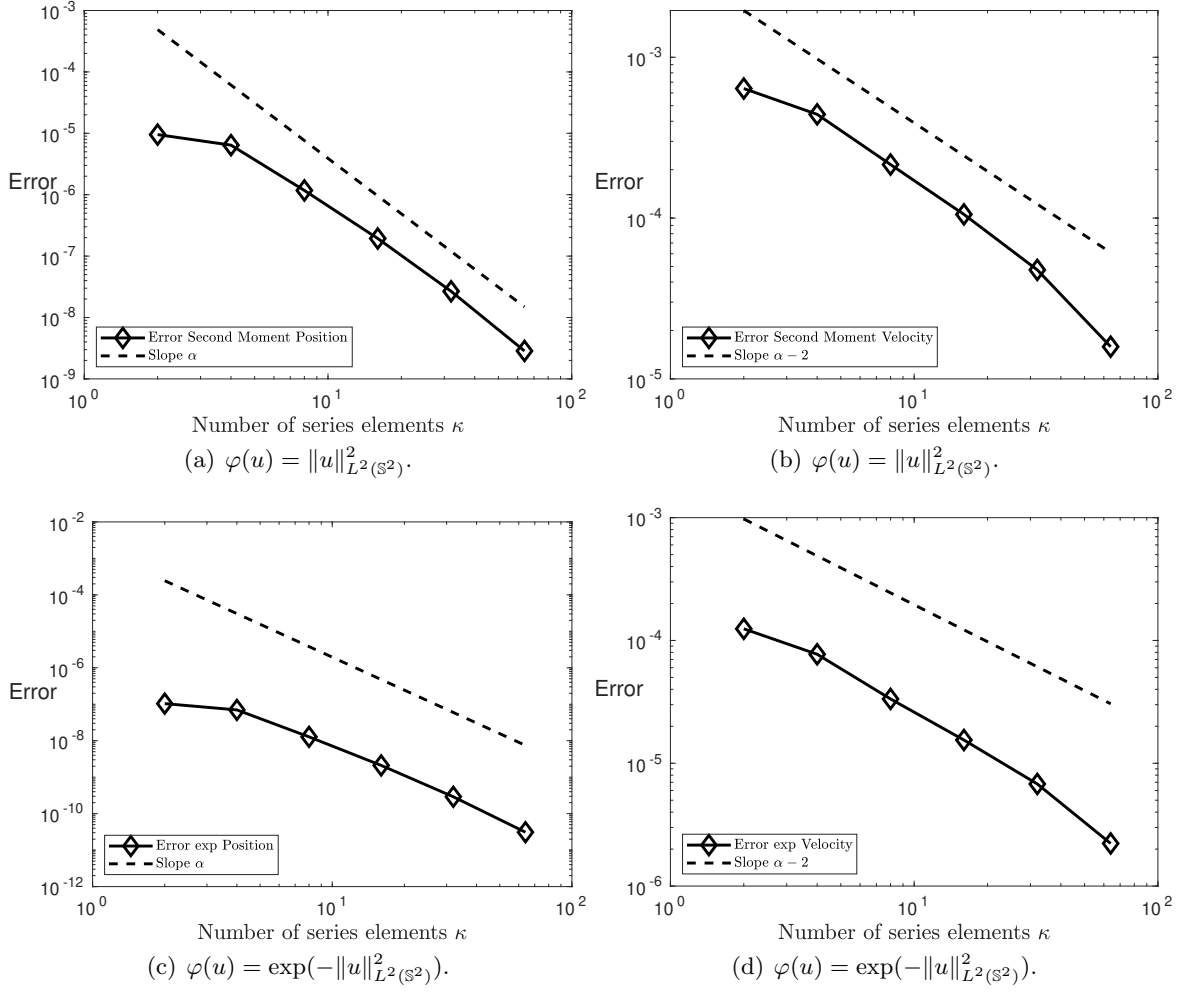 10^-3
10^-4
10^-5
Error
10^-6
10^-7
10^-8
10^-9
Error Second Moment Position
Slope α
10^0
10^1
10^2
Number of series elements κ
(a) φ(u) = ‖u‖²_{L²(𝕊²)}.
10^-3
Error
10^-4
10^-5
Error Second Moment Velocity
Slope α − 2
10^0
10^1
10^2
Number of series elements κ
(b) φ(u) = ‖u‖²_{L²(𝕊²)}.
10^-2
10^-4
10^-6
Error
10^-8
10^-10
10^-12
Error exp Position
Slope α
10^0
10^1
10^2
Number of series elements κ
(c) φ(u) = exp(−‖u‖²_{L²(𝕊²)}).
10^-3
10^-4
Error
10^-5
10^-6
Error exp Velocity
Slope α − 2
10^0
10^1
10^2
Number of series elements κ
(d) φ(u) = exp(−‖u‖²_{L²(𝕊²)}).